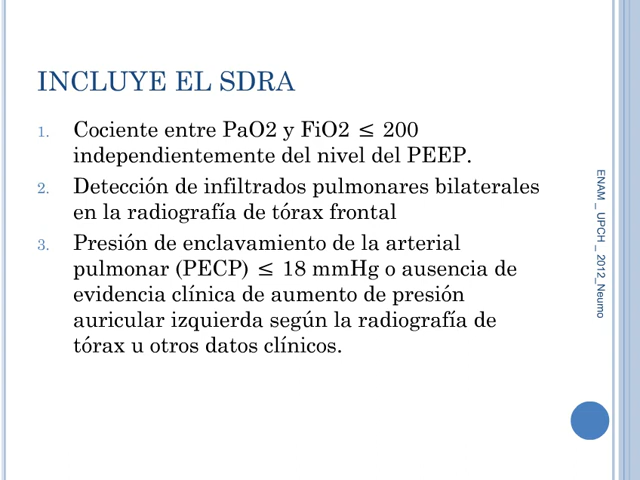 INCLUYE EL SDRA
1. Cociente entre PaO2 y FiO2 ≤ 200
independientemente del nivel del PEEP.
2. Detección de infiltrados pulmonares bilaterales
en la radiografía de tórax frontal
3. Presión de enclavamiento de la arterial
pulmonar (PECP) ≤ 18 mmHg o ausencia de
evidencia clínica de aumento de presión
auricular izquierda según la radiografía de
tórax u otros datos clínicos.
ENAM _ UPCH _ 2012_Neumo